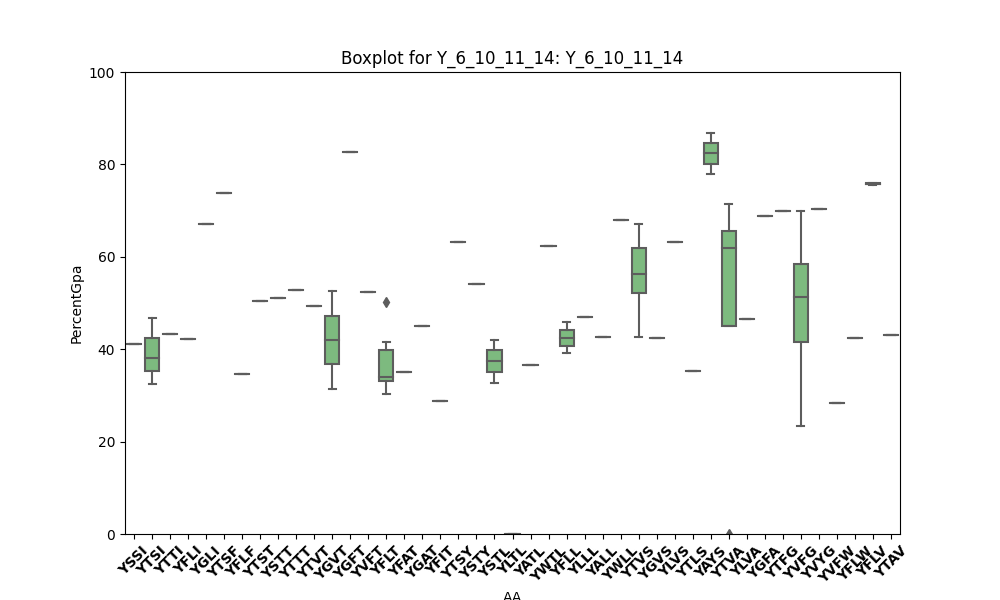 Boxplot for Y_6_10_11_14: Y_6_10_11_14
PercentGpa
100
80
60
40
20
0
YSSI
YTSI
YTTI
YFLI
YGLI
YTSF
YFLF
YTST
YSTT
YTTT
YTVT
YGVT
YGFT
YVFT
YFLT
YFAT
YGAT
YFIT
YTSY
YSTY
YSTL
YLTL
YATL
YWTL
YFLL
YLLL
YALL
YWLL
YTVS
YGVS
YLVS
YTLS
YAYS
YTVA
YLVA
YGFA
YTFG
YVFG
YVYG
YVFW
YFLW
YFLV
YTAV
AA